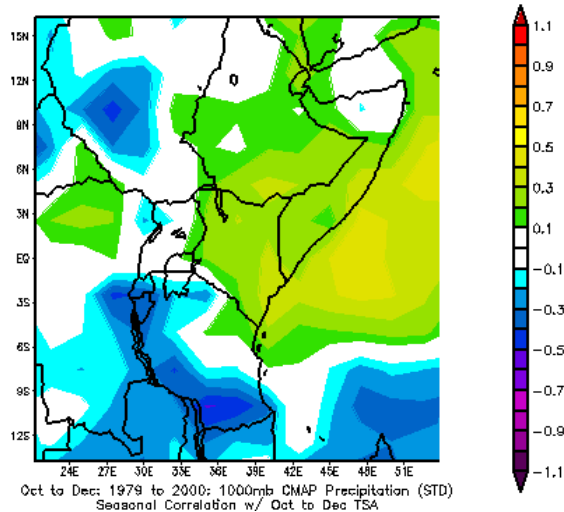 15N
12N
9N
6N
3N
EQ
3S
6S
9S
12S
24E 27E 30E 33E 36E 39E 42E 45E 48E 51E
1.1
0.9
0.7
0.5
0.3
0.1
-0.1
-0.3
-0.5
-0.7
-0.9
-1.1
Oct to Dec: 1979 to 2000: 1000mb CMAP Precipitation (STD)
Seasonal Correlation w/ Oct to Dec TSA